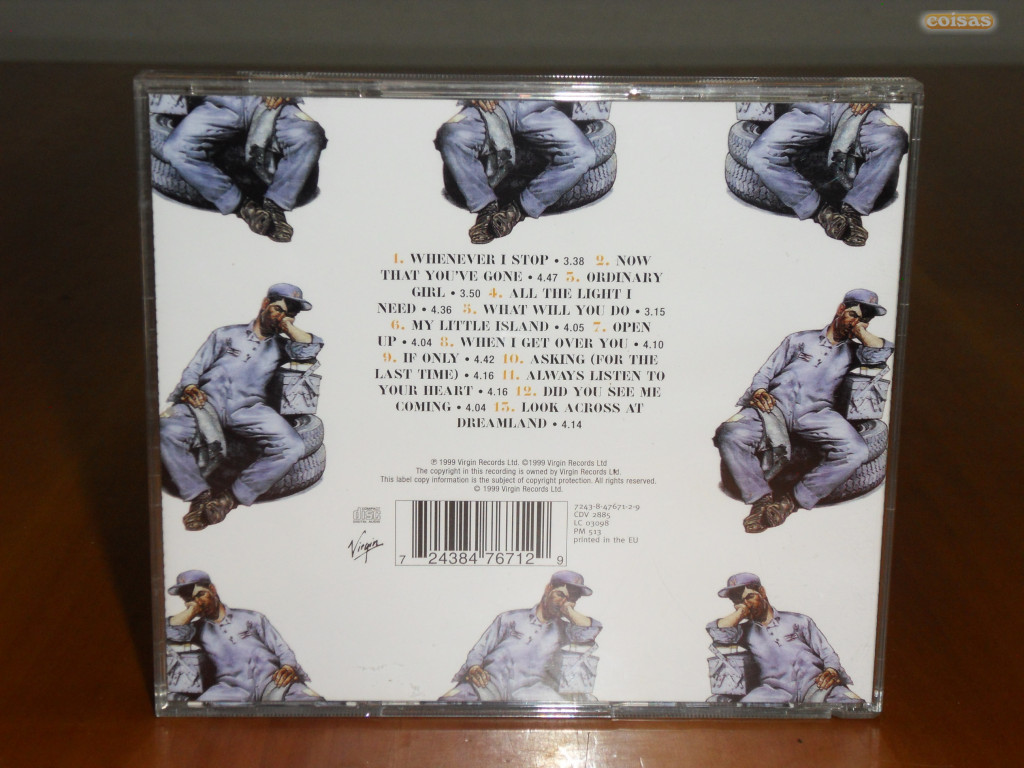 coisas
1. WHENEVER I STOP • 3.38 2. NOW
THAT YOU'VE GONE • 4.47 3. ORDINARY
GIRL • 3.50 4. ALL THE LIGHT I
NEED • 4.36 5. WHAT WILL YOU DO • 3.15
6. MY LITTLE ISLAND • 4.05 7. OPEN
UP • 4.04 8. WHEN I GET OVER YOU • 4.10
9. IF ONLY • 4.42 10. ASKING (FOR THE
LAST TIME) • 4.16 11. ALWAYS LISTEN TO
YOUR HEART • 4.16 12. DID YOU SEE ME
COMING • 4.04 13. LOOK ACROSS AT
DREAMLAND • 4.14
℗ 1999 Virgin Records Ltd. ©1999 Virgin Records Ltd
The copyright in this recording is owned by Virgin Records Ltd.
This label copy information is the subject of copyright protection. All rights reserved.
© 1999 Virgin Records Ltd.
disc
DIGITAL AUDIO
Virgin
7 24384 76712 9
7243-8-47671-2-9
CDV 2885
LC 03098
PM 513
printed in the EU